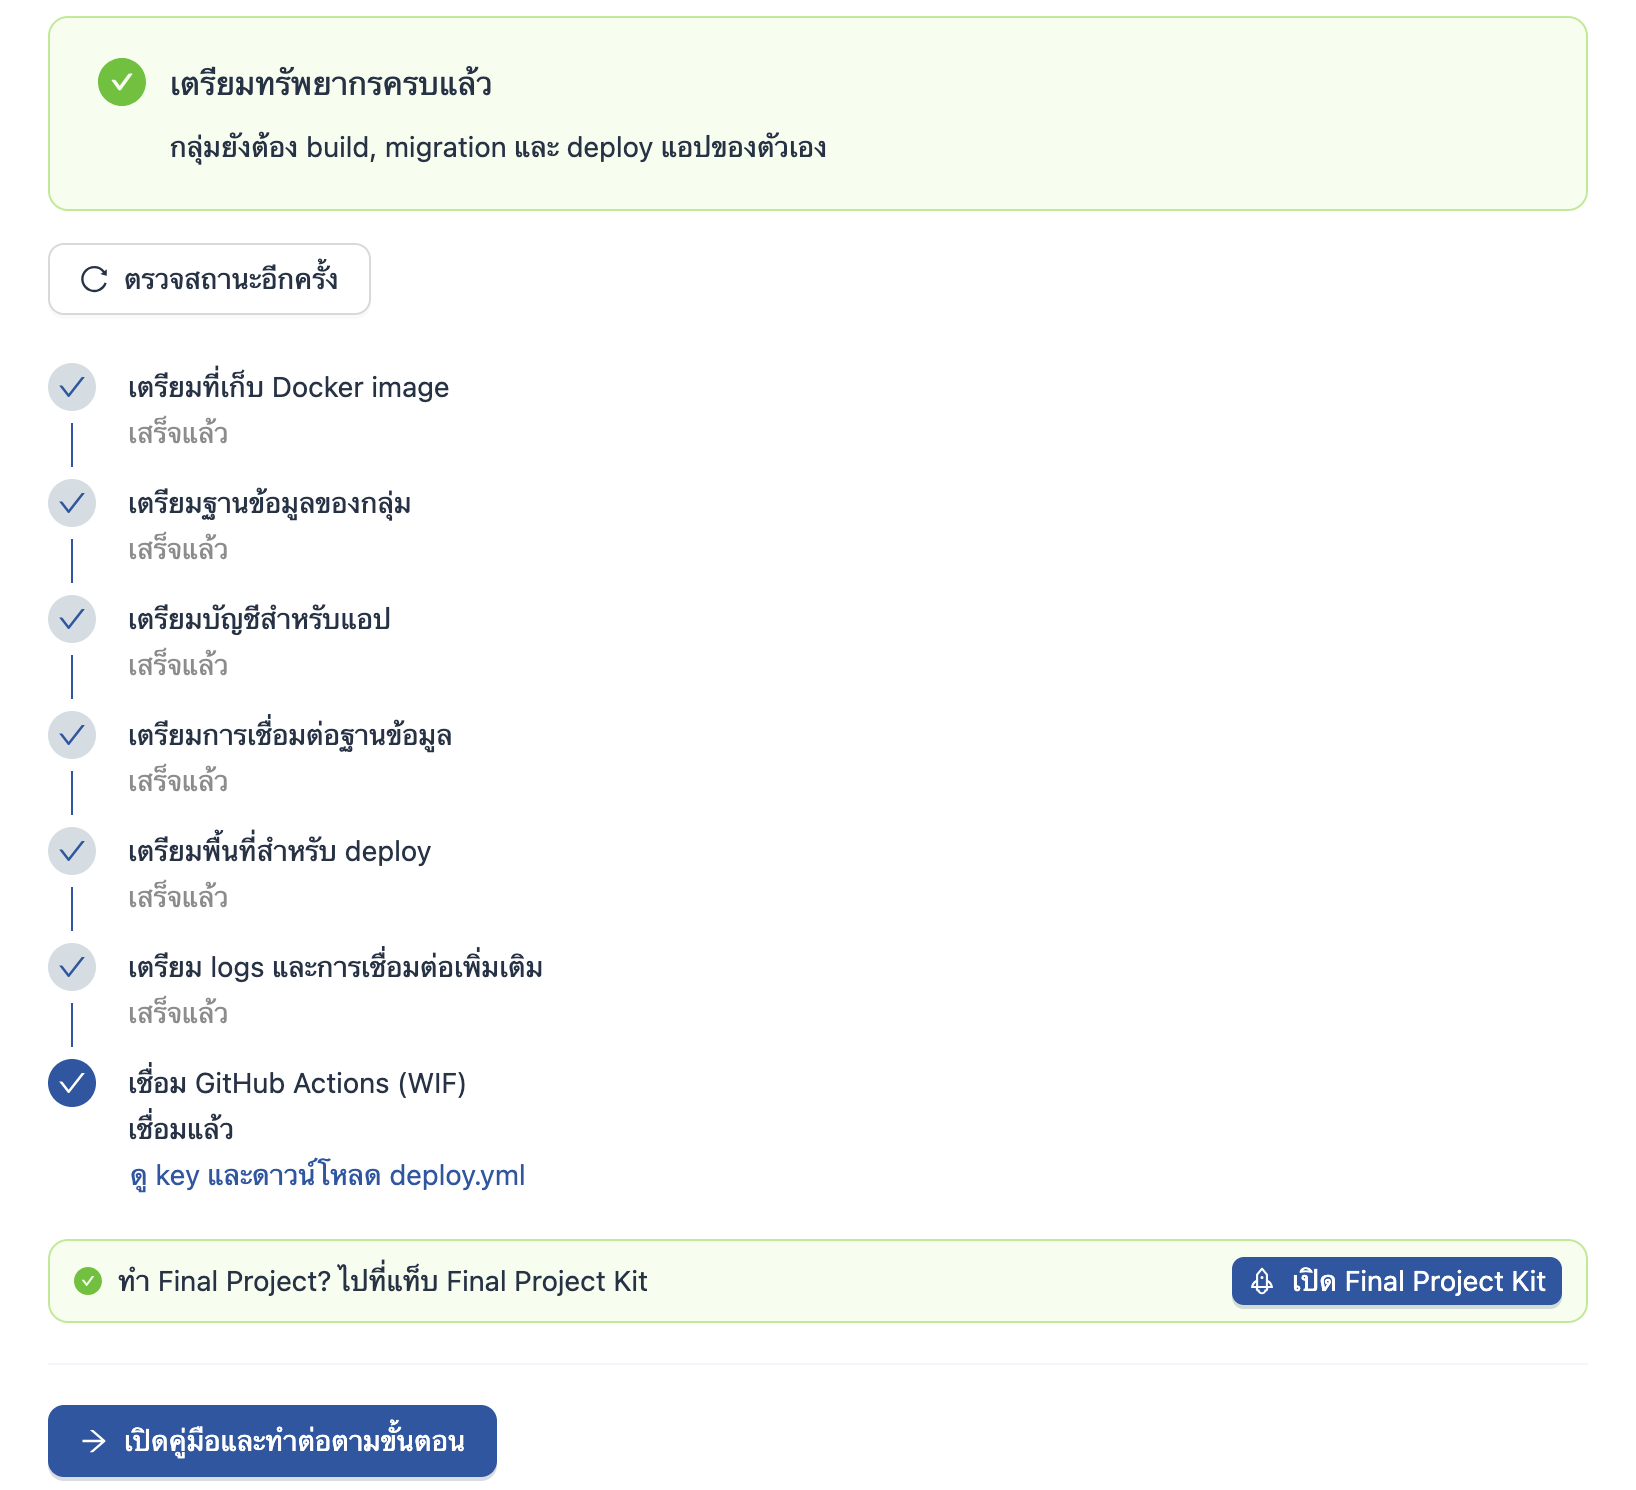 เตรียมทรัพยากรครบแล้ว
กลุ่มยังต้อง build, migration และ deploy แอปของตัวเอง
ตรวจสถานะอีกครั้ง
เตรียมที่เก็บ Docker image
เสร็จแล้ว
เตรียมฐานข้อมูลของกลุ่ม
เสร็จแล้ว
เตรียมบัญชีสำหรับแอป
เสร็จแล้ว
เตรียมการเชื่อมต่อฐานข้อมูล
เสร็จแล้ว
เตรียมพื้นที่สำหรับ deploy
เสร็จแล้ว
เตรียม logs และการเชื่อมต่อเพิ่มเติม
เสร็จแล้ว
เชื่อม GitHub Actions (WIF)
เชื่อมแล้ว
ดู key และดาวน์โหลด deploy.yml
ทำ Final Project? ไปที่แท็บ Final Project Kit
เปิด Final Project Kit
เปิดคู่มือและทำต่อตามขั้นตอน